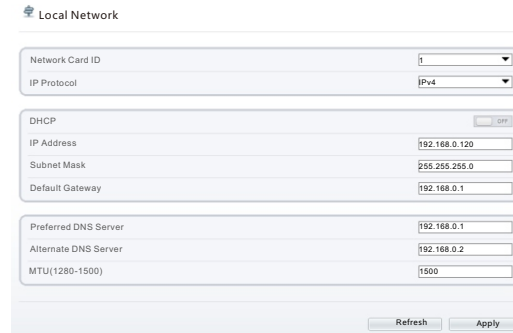 Local Network
Network Card ID 1
IP Protocol IPv4
DHCP OFF
IP Address 192.168.0.120
Subnet Mask 255.255.255.0
Default Gateway 192.168.0.1
Preferred DNS Server 192.168.0.1
Alternate DNS Server 192.168.0.2
MTU(1280-1500) 1500
Refresh Apply